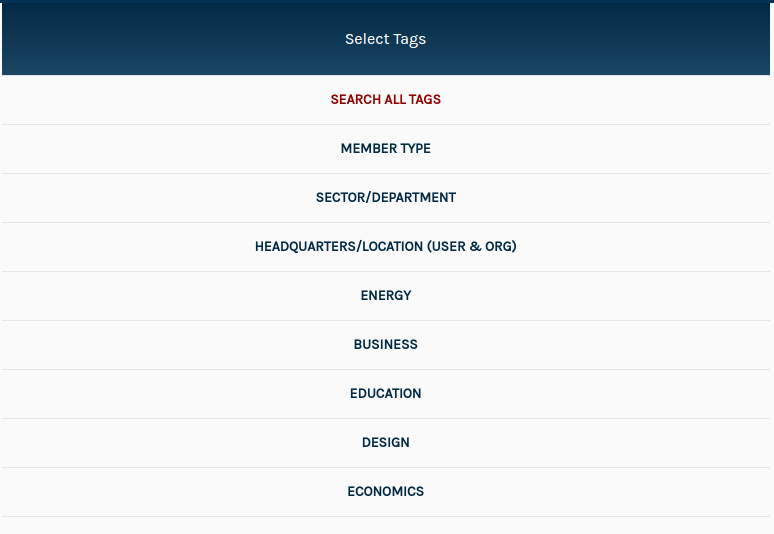 Select Tags
SEARCH ALL TAGS
MEMBER TYPE
SECTOR/DEPARTMENT
HEADQUARTERS/LOCATION (USER & ORG)
ENERGY
BUSINESS
EDUCATION
DESIGN
ECONOMICS